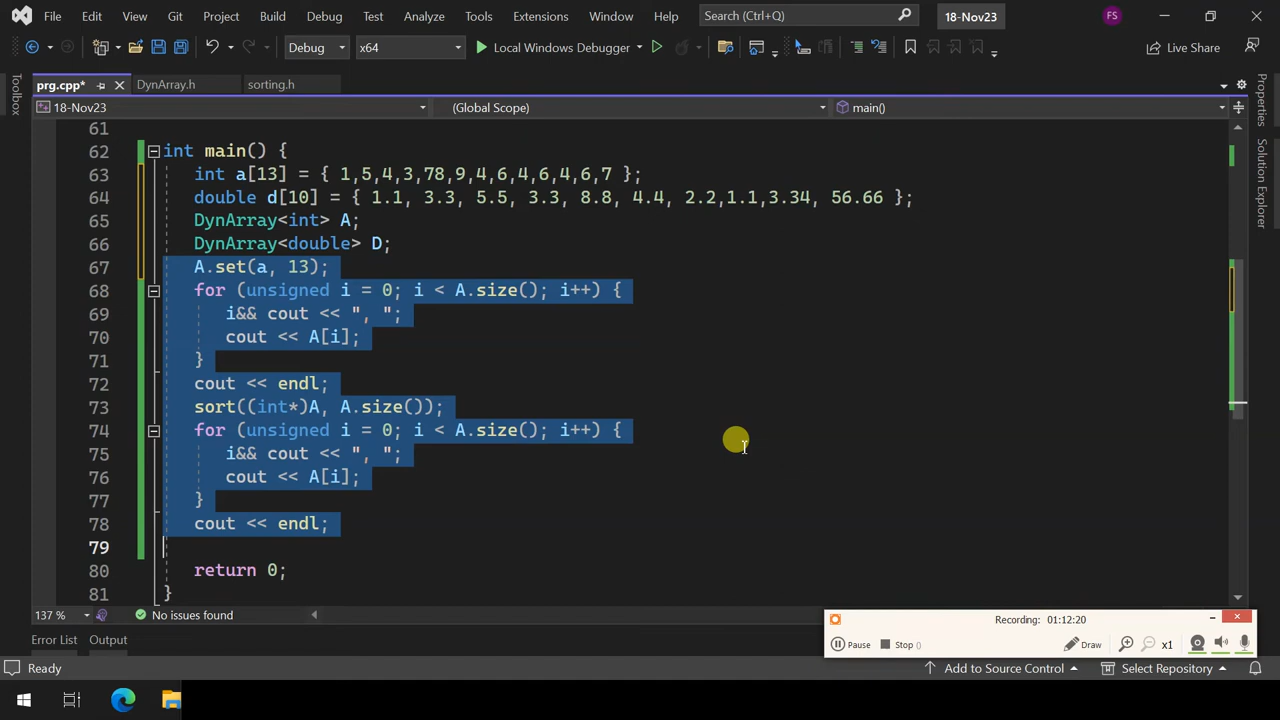 File Edit View Git Project Build Debug Test Analyze Tools Extensions Window Help Search (Ctrl+Q) 18-Nov23 FS
Debug x64 Local Windows Debugger Live Share
prg.cpp* DynArray.h sorting.h
18-Nov23 (Global Scope) main()
Toolbox
Properties
Solution Explorer
61
62 int main() {
63 int a[13] = { 1,5,4,3,78,9,4,6,4,6,4,6,7 };
64 double d[10] = { 1.1, 3.3, 5.5, 3.3, 8.8, 4.4, 2.2,1.1,3.34, 56.66 };
65 DynArray<int> A;
66 DynArray<double> D;
67 A.set(a, 13);
68 for (unsigned i = 0; i < A.size(); i++) {
69 i&& cout << ", ";
70 cout << A[i];
71 }
72 cout << endl;
73 sort((int*)A, A.size());
74 for (unsigned i = 0; i < A.size(); i++) {
75 i&& cout << ", ";
76 cout << A[i];
77 }
78 cout << endl;
79
80 return 0;
81 }
137 % No issues found
Recording: 01:12:20
Pause Stop () Draw x1
Error List Output
Ready Add to Source Control Select Repository